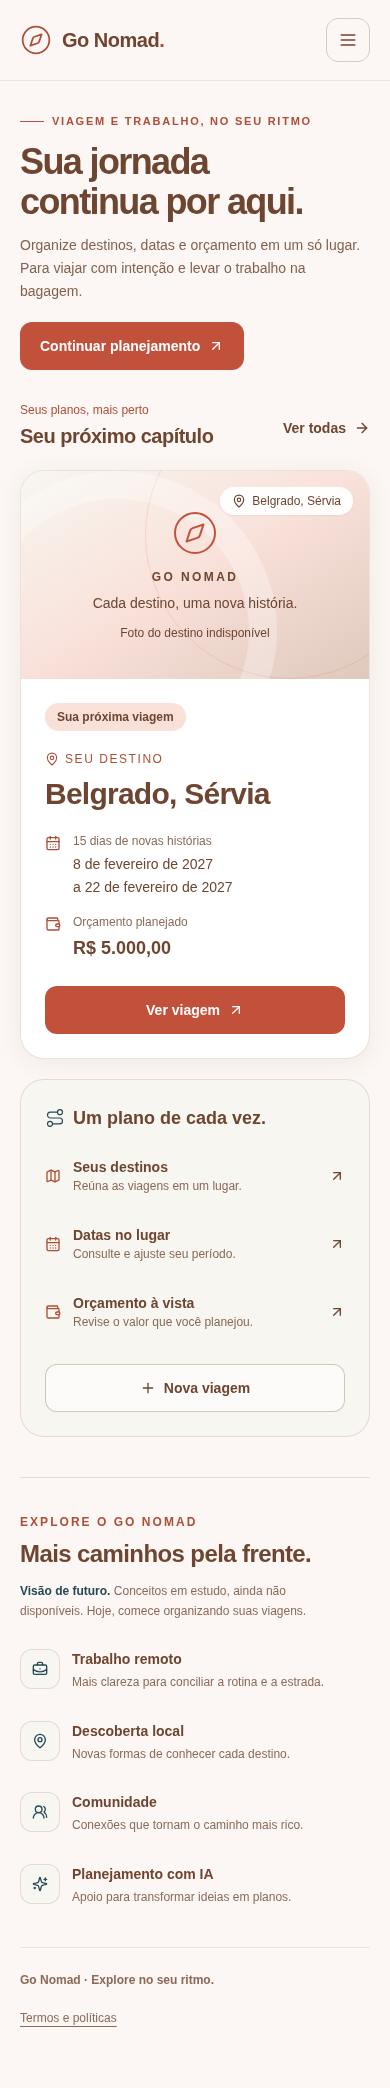 Go Nomad.
VIAGEM E TRABALHO, NO SEU RITMO
Sua jornada
continua por aqui.
Organize destinos, datas e orçamento em um só lugar.
Para viajar com intenção e levar o trabalho na
bagagem.
Continuar planejamento
Seus planos, mais perto
Seu próximo capítulo
Ver todas
Belgrado, Sérvia
GO NOMAD
Cada destino, uma nova história.
Foto do destino indisponível
Sua próxima viagem
SEU DESTINO
Belgrado, Sérvia
15 dias de novas histórias
8 de fevereiro de 2027
a 22 de fevereiro de 2027
Orçamento planejado
R$ 5.000,00
Ver viagem
Um plano de cada vez.
Seus destinos
Reúna as viagens em um lugar.
Datas no lugar
Consulte e ajuste seu período.
Orçamento à vista
Revise o valor que você planejou.
Nova viagem
EXPLORE O GO NOMAD
Mais caminhos pela frente.
Visão de futuro. Conceitos em estudo, ainda não
disponíveis. Hoje, comece organizando suas viagens.
Trabalho remoto
Mais clareza para conciliar a rotina e a estrada.
Descoberta local
Novas formas de conhecer cada destino.
Comunidade
Conexões que tornam o caminho mais rico.
Planejamento com IA
Apoio para transformar ideias em planos.
Go Nomad · Explore no seu ritmo.
Termos e políticas